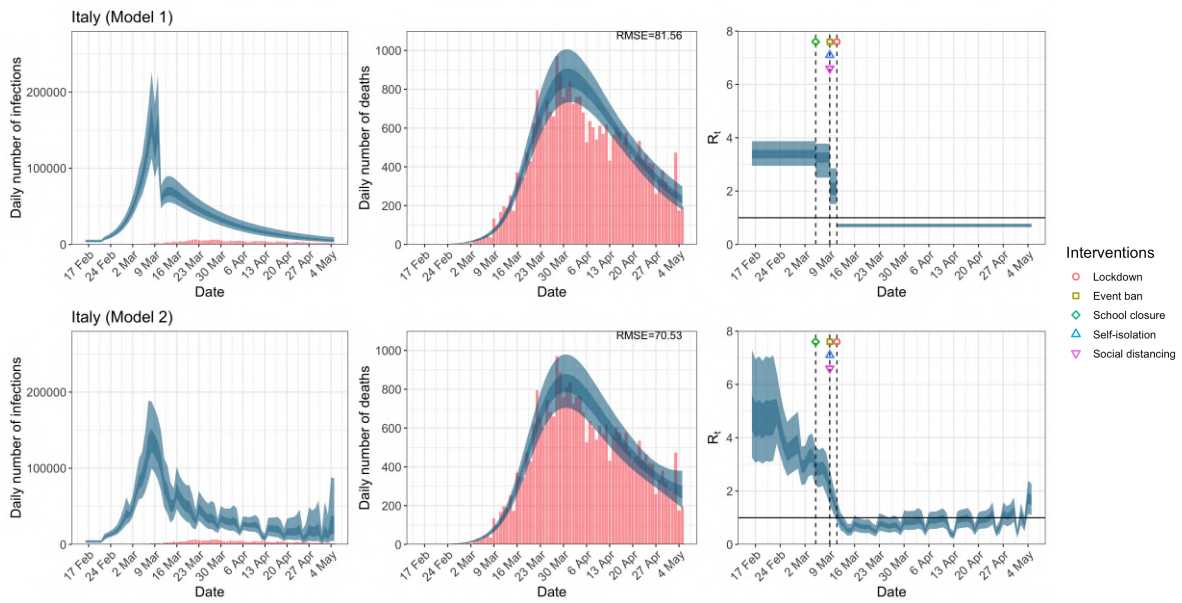 Italy (Model 1)
Daily number of infections
200000
100000
0
17 Feb
24 Feb
2 Mar
9 Mar
16 Mar
23 Mar
30 Mar
6 Apr
13 Apr
20 Apr
27 Apr
4 May
Date
Daily number of deaths
RMSE=81.56
1000
800
600
400
200
0
17 Feb
24 Feb
2 Mar
9 Mar
16 Mar
23 Mar
30 Mar
6 Apr
13 Apr
20 Apr
27 Apr
4 May
Date
Rt
8
6
4
2
0
17 Feb
24 Feb
2 Mar
9 Mar
16 Mar
23 Mar
30 Mar
6 Apr
13 Apr
20 Apr
27 Apr
4 May
Date
Interventions
Lockdown
Event ban
School closure
Self-isolation
Social distancing
Italy (Model 2)
Daily number of infections
200000
100000
0
17 Feb
24 Feb
2 Mar
9 Mar
16 Mar
23 Mar
30 Mar
6 Apr
13 Apr
20 Apr
27 Apr
4 May
Date
Daily number of deaths
RMSE=70.53
1000
800
600
400
200
0
17 Feb
24 Feb
2 Mar
9 Mar
16 Mar
23 Mar
30 Mar
6 Apr
13 Apr
20 Apr
27 Apr
4 May
Date
Rt
8
6
4
2
0
17 Feb
24 Feb
2 Mar
9 Mar
16 Mar
23 Mar
30 Mar
6 Apr
13 Apr
20 Apr
27 Apr
4 May
Date